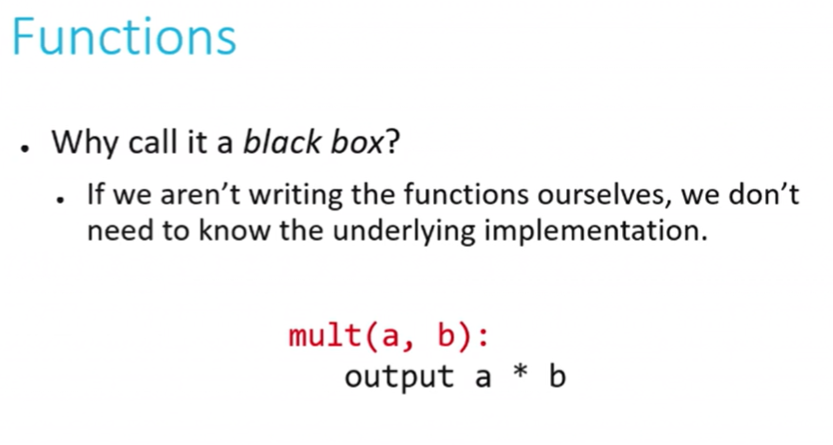 Functions
• Why call it a black box?
• If we aren’t writing the functions ourselves, we don’t
need to know the underlying implementation.
mult(a, b):
output a * b